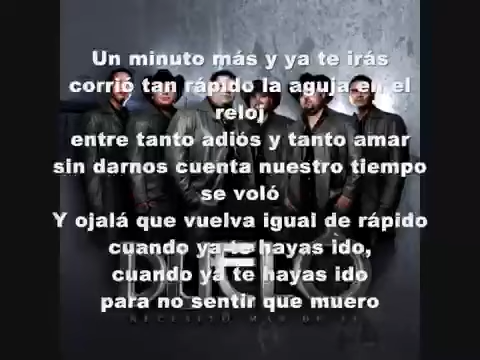 Un minuto más y ya te irás
corrió tan rápido la aguja en el
reloj
entre tanto adiós y tanto amar
sin darnos cuenta nuestro tiempo
se voló
Y ojalá que vuelva igual de rápido
cuando ya te hayas ido,
cuando ya te hayas ido
para no sentir que muero
DUELO
NECESITO MAS DE TI